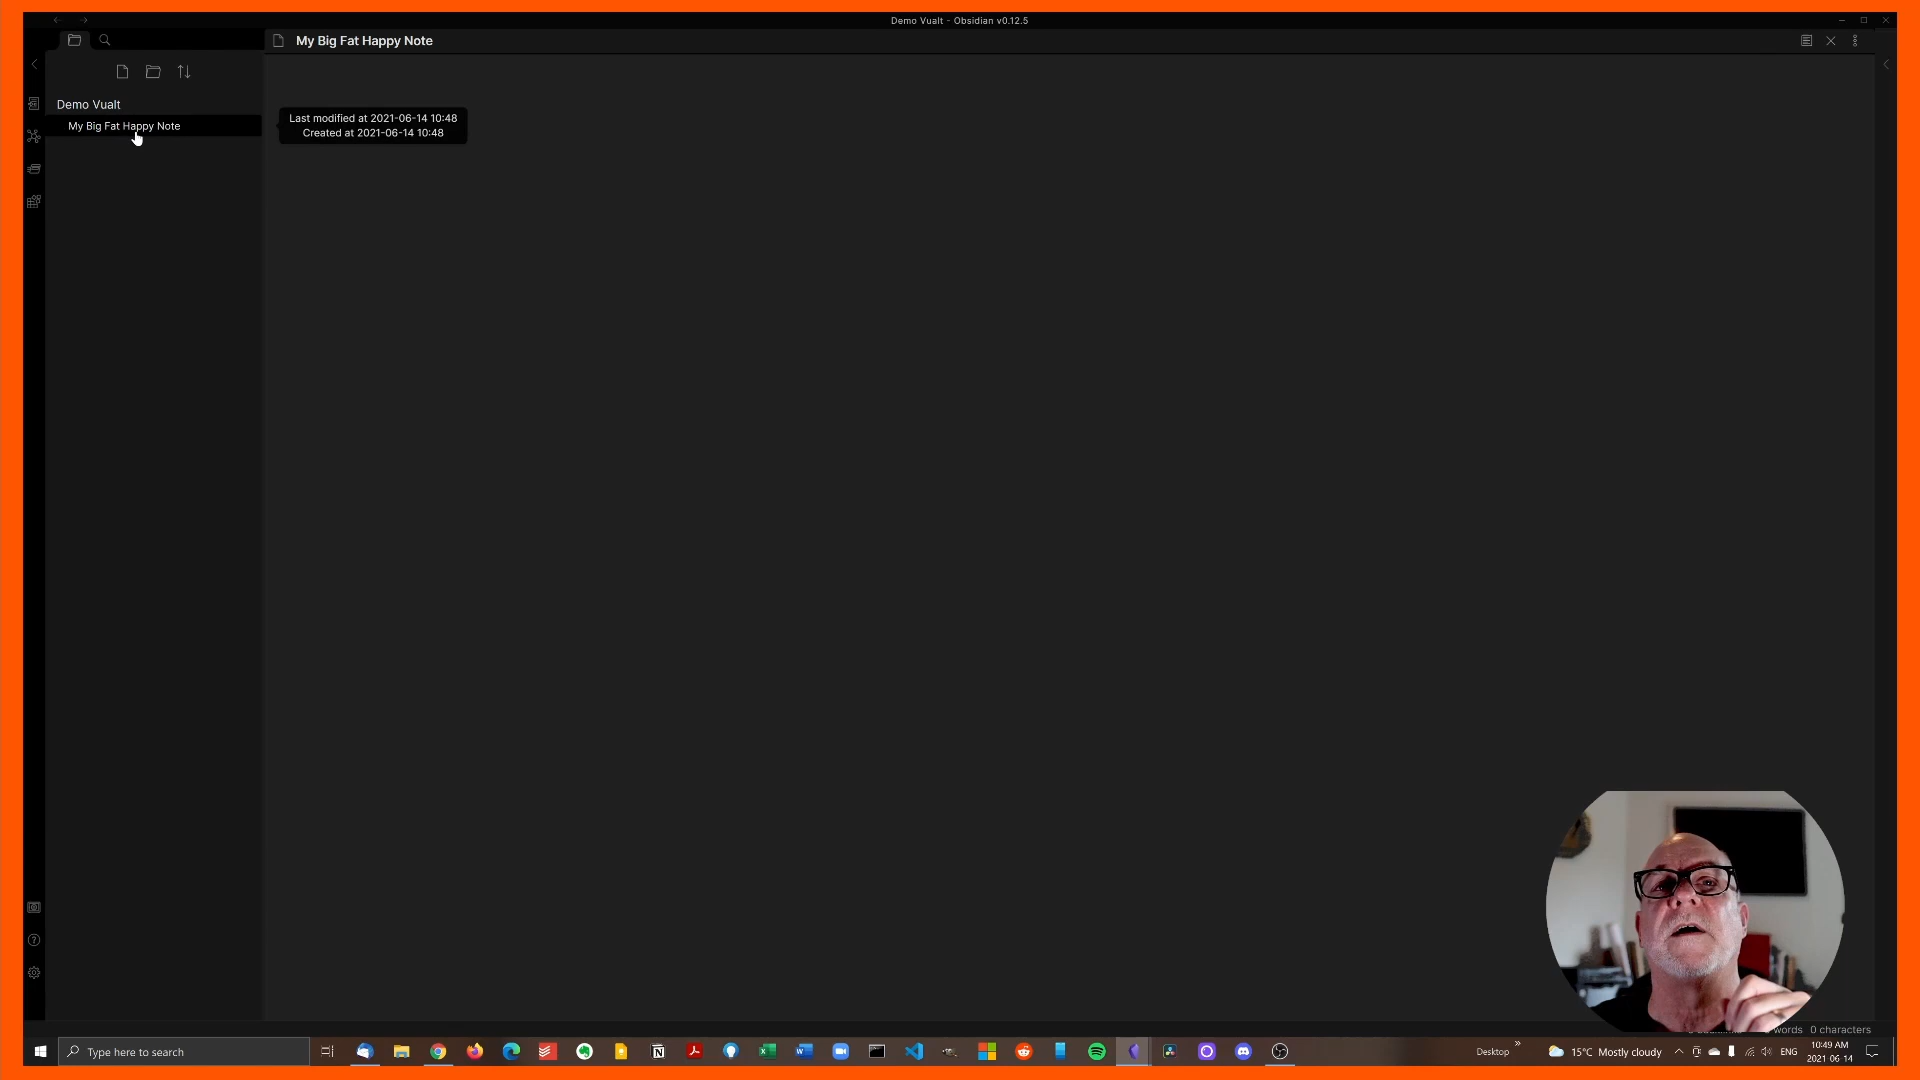 Demo Vualt - Obsidian v0.12.5
My Big Fat Happy Note
Demo Vualt
My Big Fat Happy Note
Last modified at 2021-06-14 10:48
Created at 2021-06-14 10:48
words 0 characters
Type here to search
Desktop
15°C Mostly cloudy
ENG
10:49 AM
2021 06 14